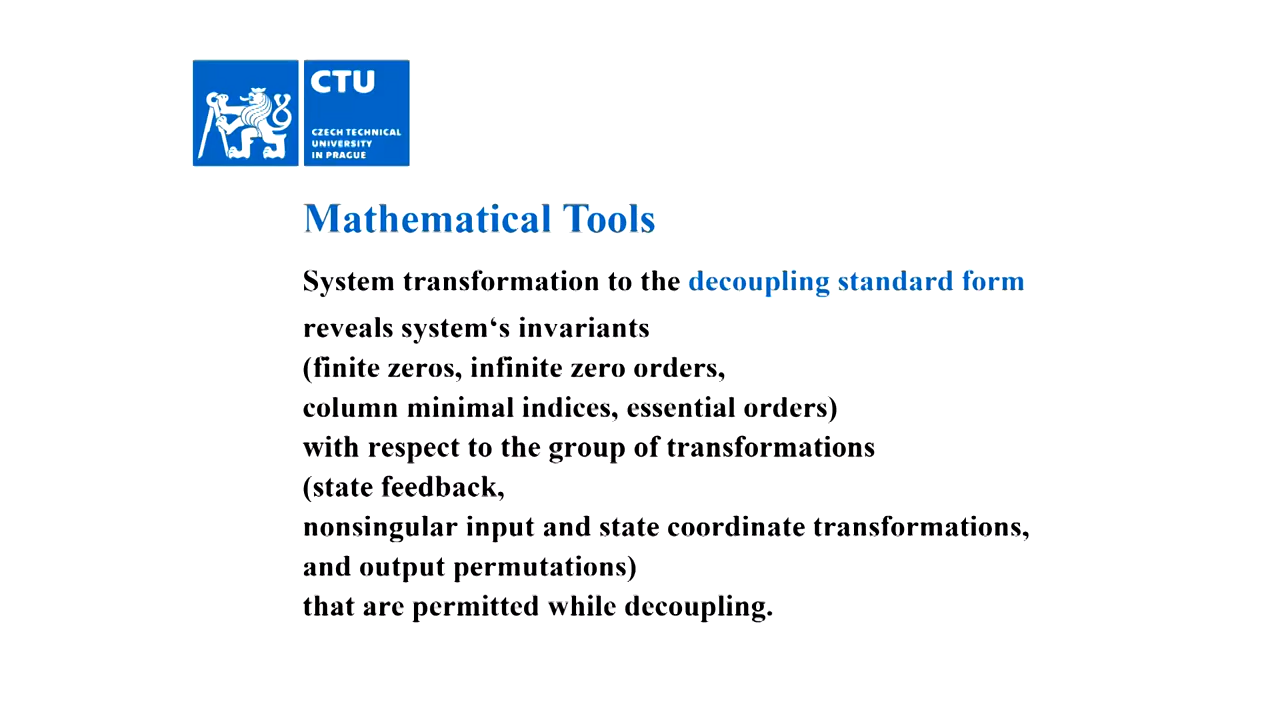 CTU
CZECH TECHNICAL
UNIVERSITY
IN PRAGUE
Mathematical Tools
System transformation to the decoupling standard form
reveals system‘s invariants
(finite zeros, infinite zero orders,
column minimal indices, essential orders)
with respect to the group of transformations
(state feedback,
nonsingular input and state coordinate transformations,
and output permutations)
that are permitted while decoupling.